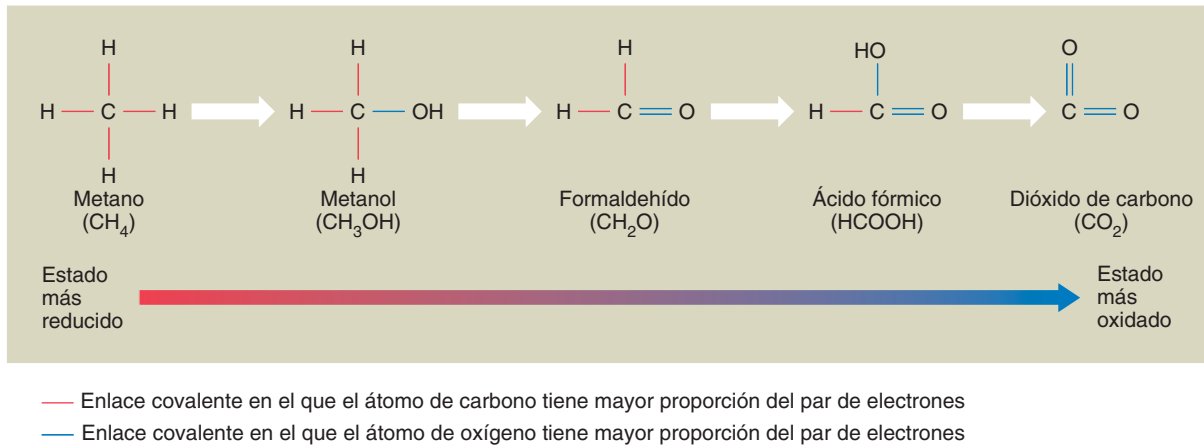 H H H HO O
H C H H C OH H C O H C O C O
H H
Metano Metanol Formaldehído Ácido fórmico Dióxido de carbono
(CH₄) (CH₃OH) (CH₂O) (HCOOH) (CO₂)
Estado más reducido
Estado más oxidado
Enlace covalente en el que el átomo de carbono tiene mayor proporción del par de electrones
Enlace covalente en el que el átomo de oxígeno tiene mayor proporción del par de electrones